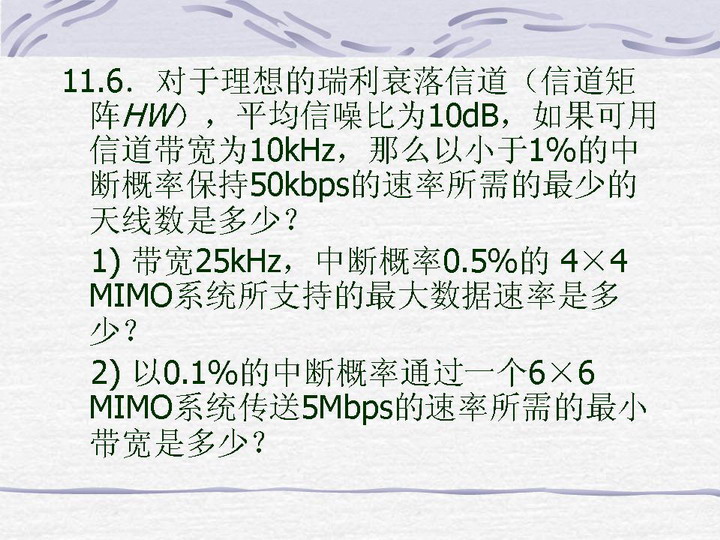 11.6．对于理想的瑞利衰落信道（信道矩
阵HW），平均信噪比为10dB，如果可用
信道带宽为10kHz，那么以小于1%的中
断概率保持50kbps的速率所需的最少的
天线数是多少？
1) 带宽25kHz，中断概率0.5%的 4×4
MIMO系统所支持的最大数据速率是多
少？
2) 以0.1%的中断概率通过一个6×6
MIMO系统传送5Mbps的速率所需的最小
带宽是多少？